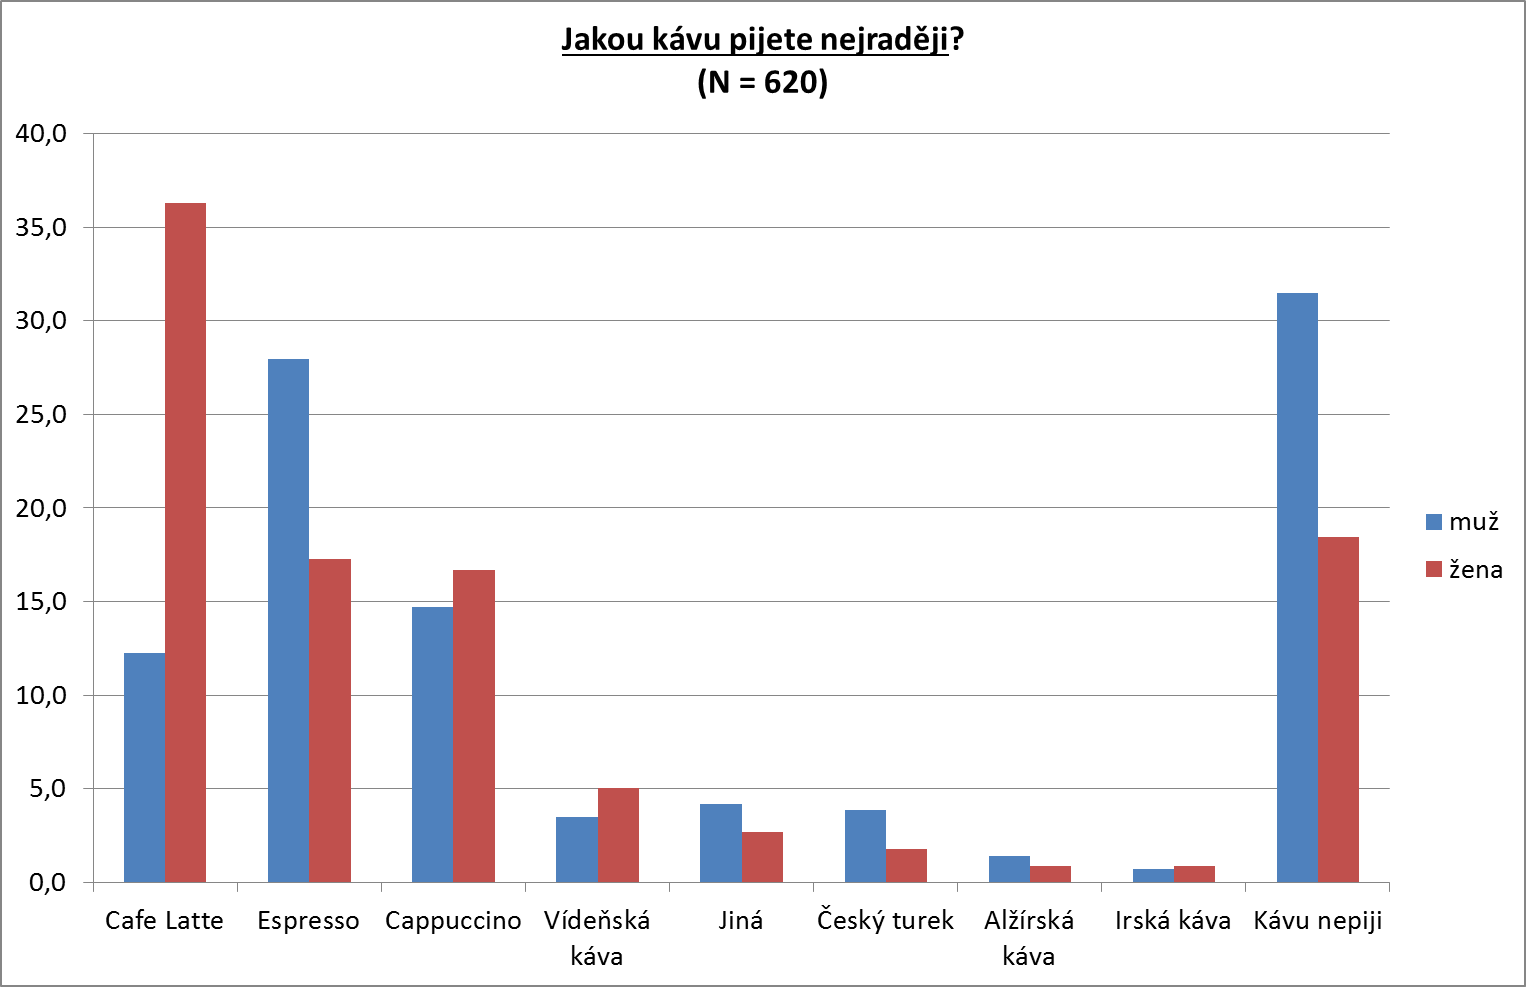 Jakou kávu pijete nejraději?
(N = 620)
40,0
35,0
30,0
25,0
20,0
15,0
10,0
5,0
0,0
Cafe Latte
Espresso
Cappuccino
Vídeňská
káva
Jiná
Český turek
Alžírská
káva
Irská káva
Kávu nepiji
muž
žena